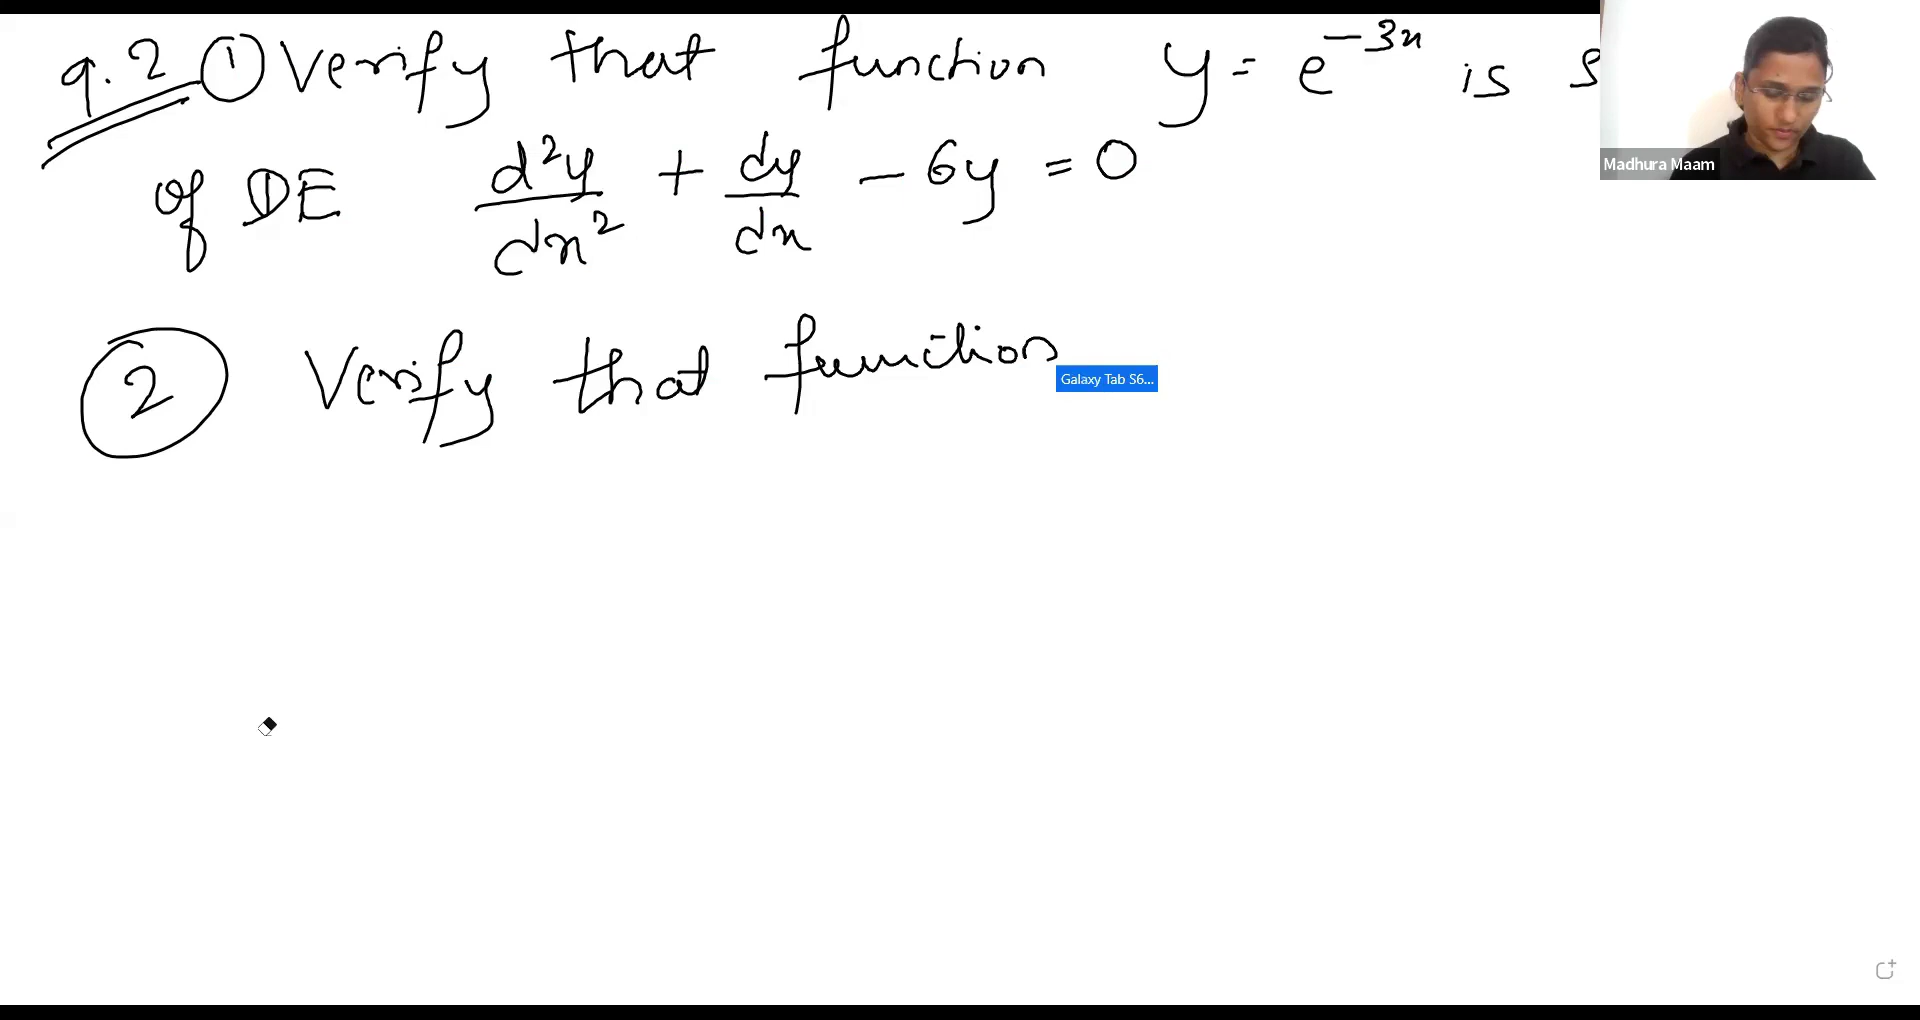 9.2 ① Verify that function y = e^{-3x} is s
of DE d²y/dx² + dy/dx - 6y = 0
② Verify that function
Galaxy Tab S6...
Madhura Maam